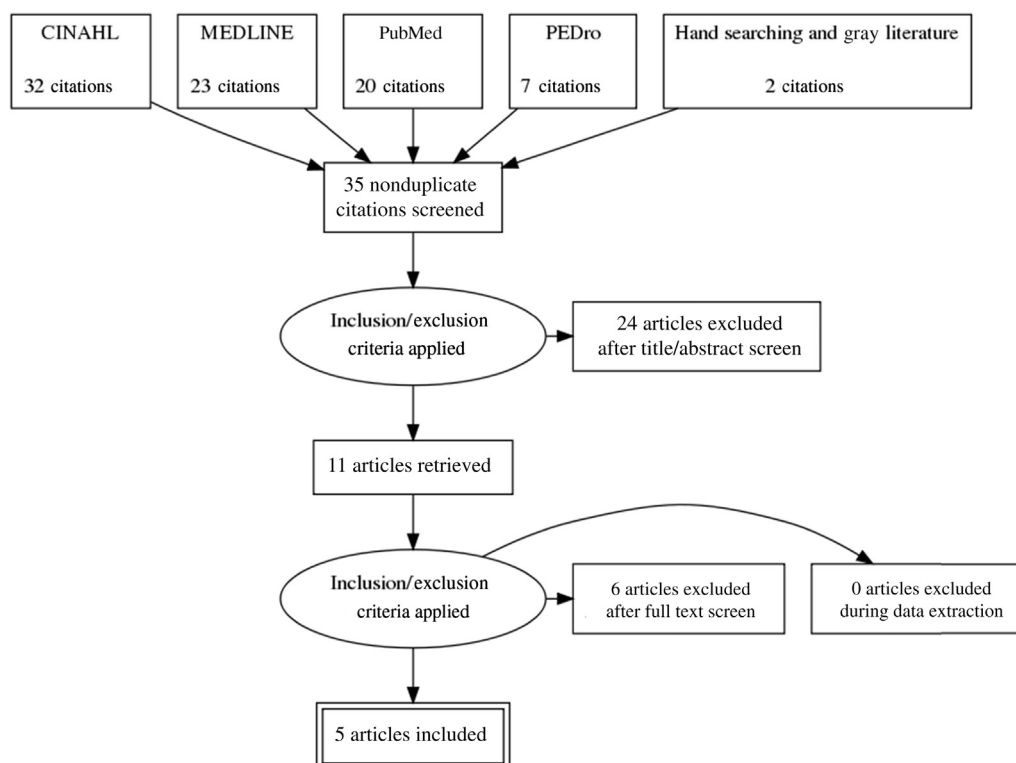 CINAHL
32 citations
MEDLINE
23 citations
PubMed
20 citations
PEDro
7 citations
Hand searching and gray literature
2 citations
35 nonduplicate
citations screened
Inclusion/exclusion
criteria applied
24 articles excluded
after title/abstract screen
11 articles retrieved
Inclusion/exclusion
criteria applied
6 articles excluded
after full text screen
0 articles excluded
during data extraction
5 articles included